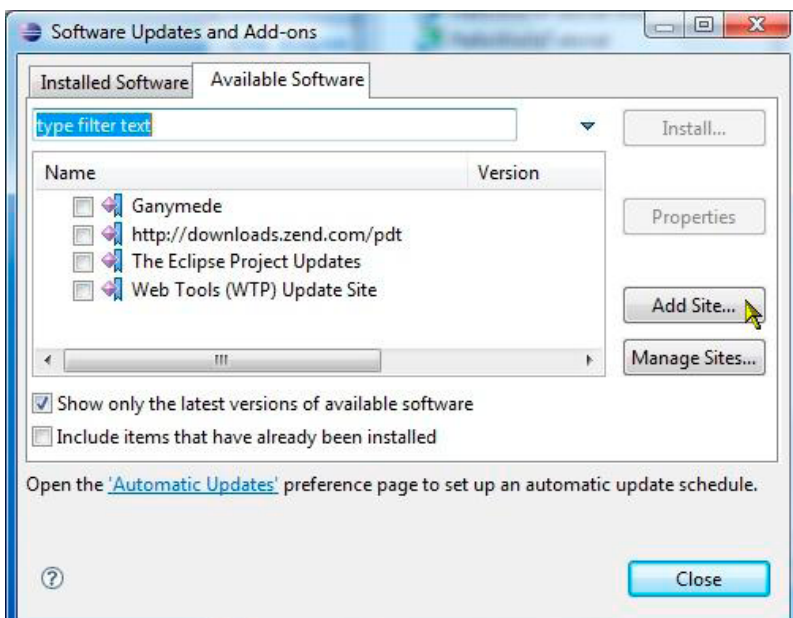 Software Updates and Add-ons
Installed Software
Available Software
type filter text
Install...
Name
Version
Ganymede
http://downloads.zend.com/pdt
The Eclipse Project Updates
Web Tools (WTP) Update Site
Properties
Add Site...
Manage Sites...
Show only the latest versions of available software
Include items that have already been installed
Open the 'Automatic Updates' preference page to set up an automatic update schedule.
Close